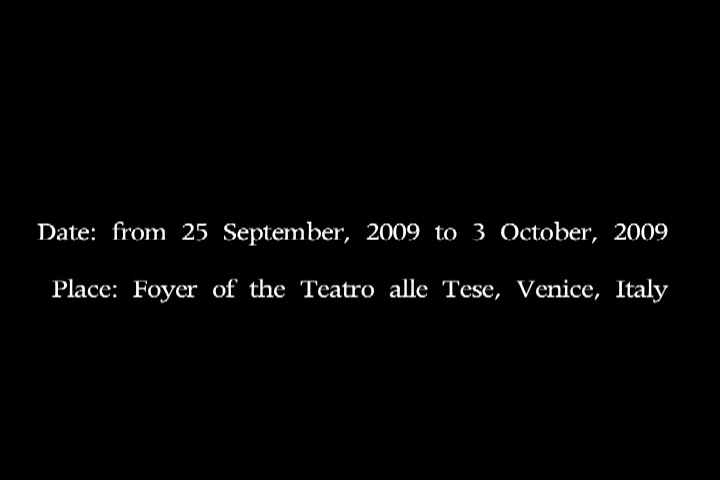 Date: from 25 September, 2009 to 3 October, 2009
Place: Foyer of the Teatro alle Tese, Venice, Italy